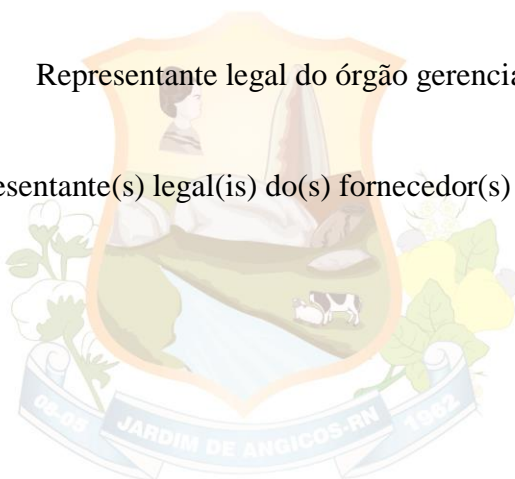 Representante legal do órgão gerencia
esentante(s) legal(is) do(s) fornecedor(s)
08-05 JARDIM DE ANGICOS-RN 1962